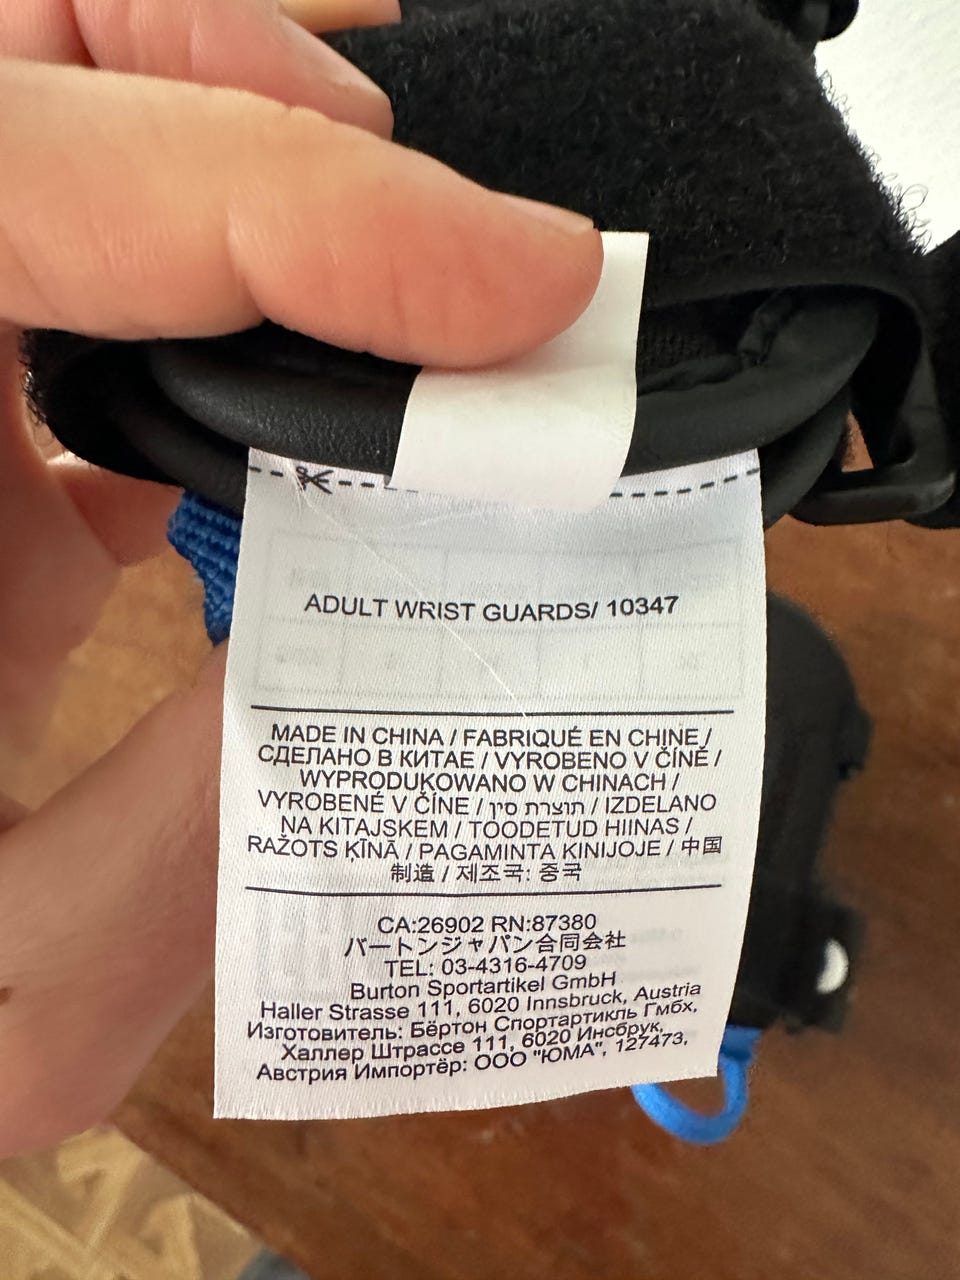 ADULT WRIST GUARDS/ 10347
MADE IN CHINA / FABRIQUÉ EN CHINE /
СДЕЛАНО В КИТАЕ / VYROBENO V ČÍNĚ /
WYPRODUKOWANO W CHINACH /
VYROBENÉ V ČÍNE / תוצרת סין / IZDELANO
NA KITAJSKEM / TOODETUD HIINAS /
RAŽOTS ĶĪNĀ / PAGAMINTA KINIJOJE / 中国
制造 / 제조국: 중국
CA:26902 RN:87380
バートンジャパン合同会社
TEL: 03-4316-4709
Burton Sportartikel GmbH
Haller Strasse 111, 6020 Innsbruck, Austria
Изготовитель: Бёртон Спортартикль Гмбх,
Халлер Штрассе 111, 6020 Инсбрук,
Австрия Импортёр: ООО "ЮМА", 127473,